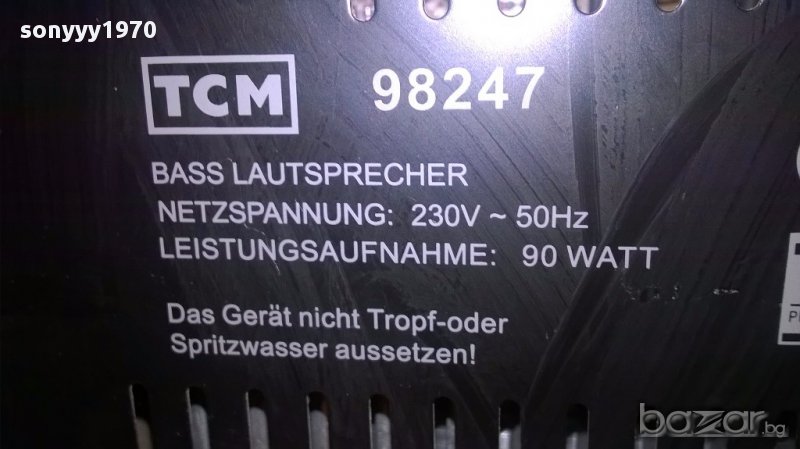 sonyyy1970
TCM 98247
BASS LAUTSPRECHER
NETZSPANNUNG: 230V ~ 50Hz
LEISTUNGSAUFNAHME: 90 WATT
Das Gerät nicht Tropf-oder
Spritzwasser aussetzen!
bazar.bg